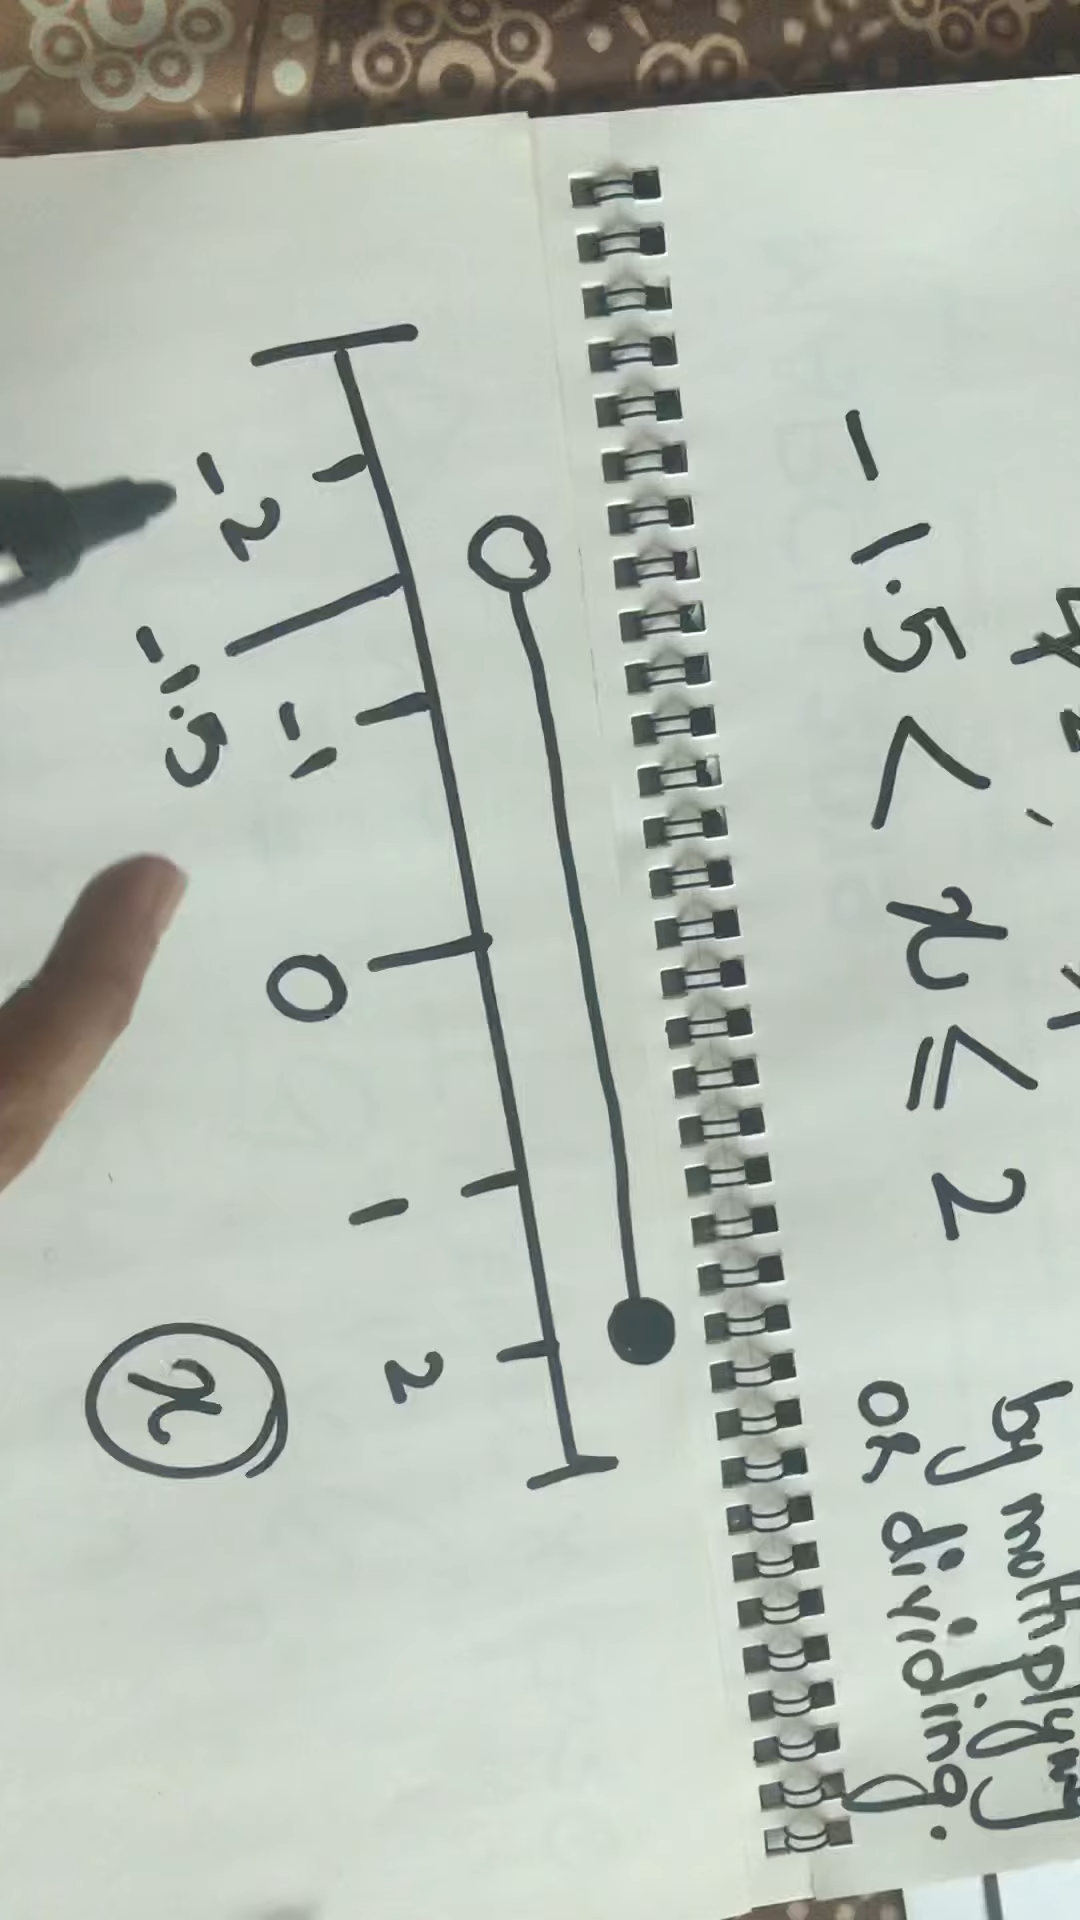 by multiplying
or dividing.
-1.5 < x ≤ 2
-2 -1.5 -1 0 1 2
x